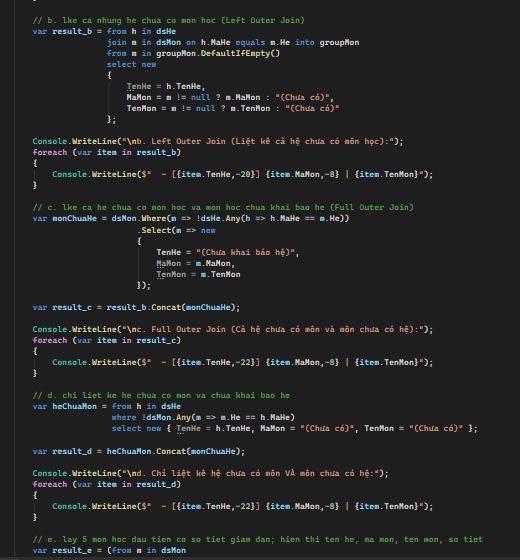 // b. lke ca nhung he chua co mon hoc (Left Outer Join)
var result_b = from h in dsHe
join m in dsMon on h.MaHe equals m.He into groupMon
from m in groupMon.DefaultIfEmpty()
select new
{
TenHe = h.TenHe,
MaMon = m != null ? m.MaMon : "(Chưa có)",
TenMon = m != null ? m.TenMon : "(Chưa có)"
};
Console.WriteLine("\nb. Left Outer Join (Liệt kê cả hệ chưa có môn học):");
foreach (var item in result_b)
{
Console.WriteLine($" - [{item.TenHe,-20}] {item.MaMon,-8} | {item.TenMon}");
}
// c. lke ca he chua co mon hoc va mon hoc chua khai bao he (Full Outer Join)
var monChuaHe = dsMon.Where(m => !dsHe.Any(h => h.MaHe == m.He))
.Select(m => new
{
TenHe = "(Chưa khai báo hệ)",
MaMon = m.MaMon,
TenMon = m.TenMon
});
var result_c = result_b.Concat(monChuaHe);
Console.WriteLine("\nc. Full Outer Join (Cả hệ chưa có môn và môn chưa có hệ):");
foreach (var item in result_c)
{
Console.WriteLine($" - [{item.TenHe,-22}] {item.MaMon,-8} | {item.TenMon}");
}
// d. chi liet ke he chua co mon va chua khai bao he
var heChuaMon = from h in dsHe
where !dsMon.Any(m => m.He == h.MaHe)
select new { TenHe = h.TenHe, MaMon = "(Chưa có)", TenMon = "(Chưa có)" };
var result_d = heChuaMon.Concat(monChuaHe);
Console.WriteLine("\nd. Chỉ liệt kê hệ chưa có môn VÀ môn chưa có hệ:");
foreach (var item in result_d)
{
Console.WriteLine($" - [{item.TenHe,-22}] {item.MaMon,-8} | {item.TenMon}");
}
// e. lay 5 mon hoc dau tien co so tiet giam dan; hien thi ten he, ma mon, ten mon, so tiet
var result_e = (from m in dsMon